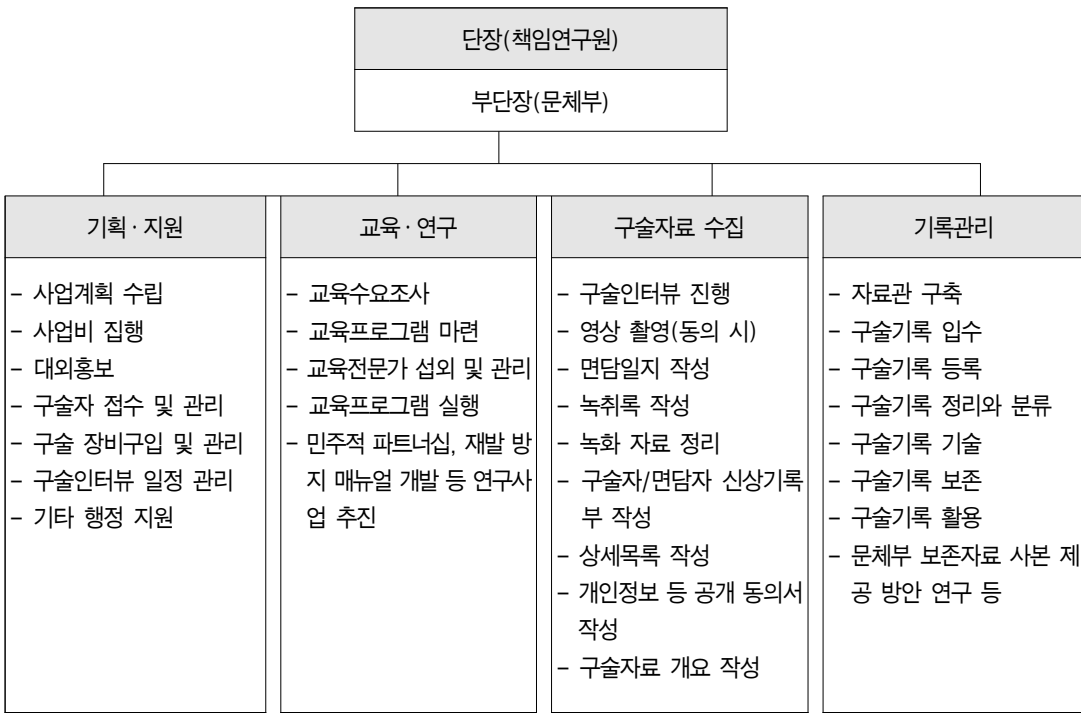 단장(책임연구원)
부단장(문체부)
기획·지원
– 사업계획 수립
– 사업비 집행
– 대외홍보
– 구술자 접수 및 관리
– 구술 장비구입 및 관리
– 구술인터뷰 일정 관리
– 기타 행정 지원
교육·연구
– 교육수요조사
– 교육프로그램 마련
– 교육전문가 섭외 및 관리
– 교육프로그램 실행
– 민주적 파트너십, 재발 방
지 매뉴얼 개발 등 연구사
업 추진
구술자료 수집
– 구술인터뷰 진행
– 영상 촬영(동의 시)
– 면담일지 작성
– 녹취록 작성
– 녹화 자료 정리
– 구술자/면담자 신상기록
부 작성
– 상세목록 작성
– 개인정보 등 공개 동의서
작성
– 구술자료 개요 작성
기록관리
– 자료관 구축
– 구술기록 입수
– 구술기록 등록
– 구술기록 정리와 분류
– 구술기록 기술
– 구술기록 보존
– 구술기록 활용
– 문체부 보존자료 사본 제
공 방안 연구 등